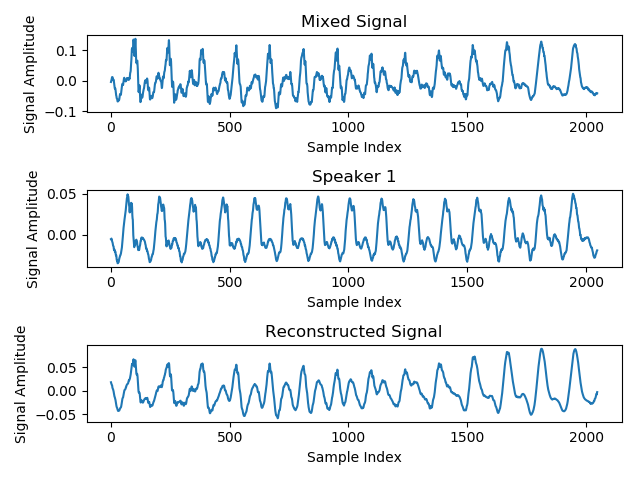 Mixed Signal
Signal Amplitude
0.1
0.0
−0.1
0 500 1000 1500 2000
Sample Index
Speaker 1
Signal Amplitude
0.05
0.00
0 500 1000 1500 2000
Sample Index
Reconstructed Signal
Signal Amplitude
0.05
0.00
−0.05
0 500 1000 1500 2000
Sample Index